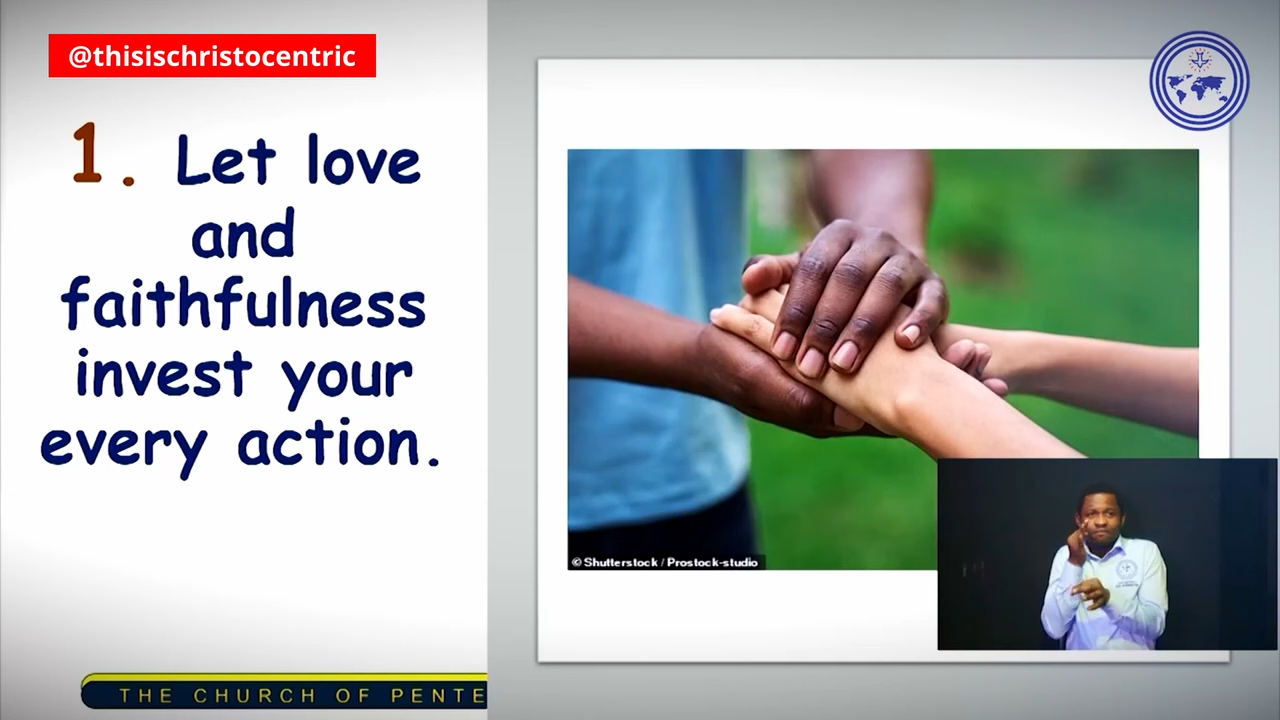 @thisischristocentric
1. Let love
and
faithfulness
invest your
every action.
© Shutterstock / Prostock-studio
THE CHURCH OF PENTE